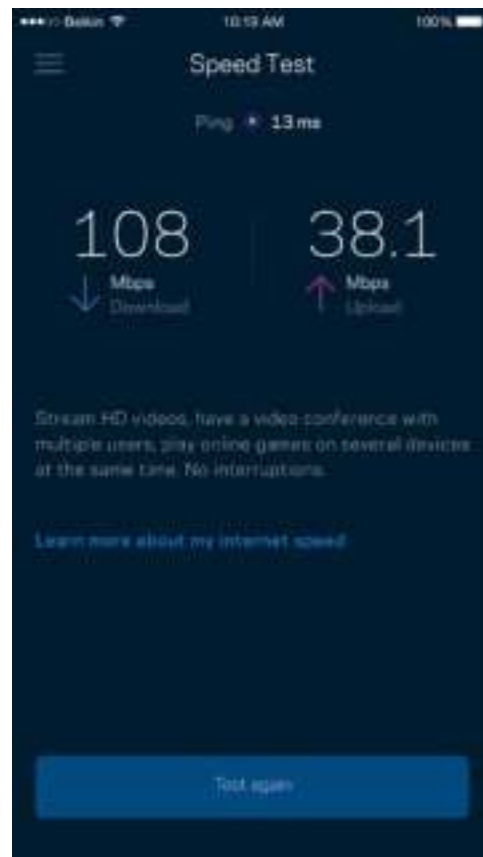 Belkin 10:13 AM 100%
Speed Test
Ping 13 ms
108 38.1
Mbps Mbps
Download Upload
Stream HD videos, have a video conference with
multiple users, play online games on several devices
at the same time. No interruptions.
Learn more about my internet speed
Test again